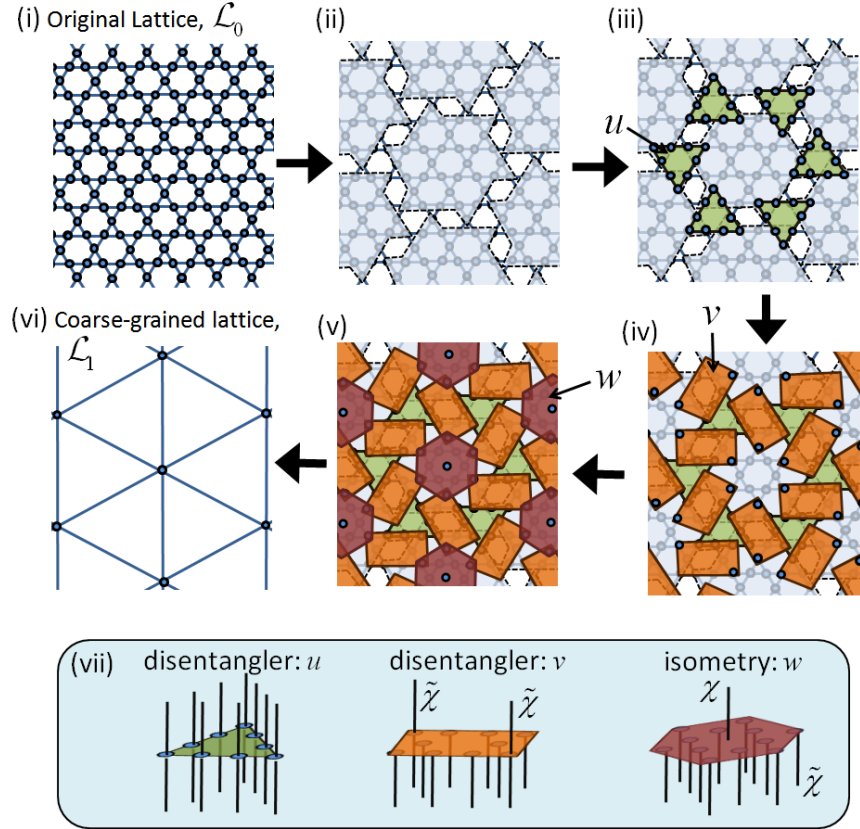 (i) Original Lattice, ℒ₀
(ii)
(iii)
u
(vi) Coarse-grained lattice,
ℒ₁
(v)
w
(iv)
v
(vii)
disentangler: u
disentangler: v
isometry: w
χ̃
χ̃
χ
χ̃